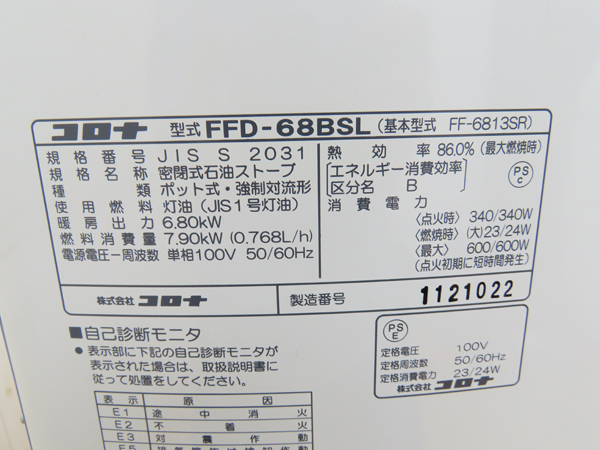 コロナ 型式 FFD-68BSL (基本型式 FF-6813SR)
規格番号 JIS S 2031
規格名称 密閉式石油ストーブ
種類 ポット式・強制対流形
使用燃料 灯油(JIS1号灯油)
暖房出力 6.80kW
燃料消費量 7.90kW (0.768L/h)
電源電圧-周波数 単相100V 50/60Hz
熱効率 86.0% (最大燃焼時)
エネルギー消費効率
区分名 B
PS
C
消費電力
〈点火時〉 340/340W
〈燃焼時〉(大) 23/24W
〈最大〉 600/600W
(点火初期に短時間発生)
株式会社 コロナ
製造番号 1121022
■自己診断モニタ
● 表示部に下記の自己診断モニタが
表示された場合は、取扱説明書に
従って処置をしてください。
表示 原因
E1 途中消火
E2 不着火
E3 対震作動
E5
PS
E
定格電圧 100V
定格周波数 50/60Hz
定格消費電力 23/24W
株式会社 コロナ